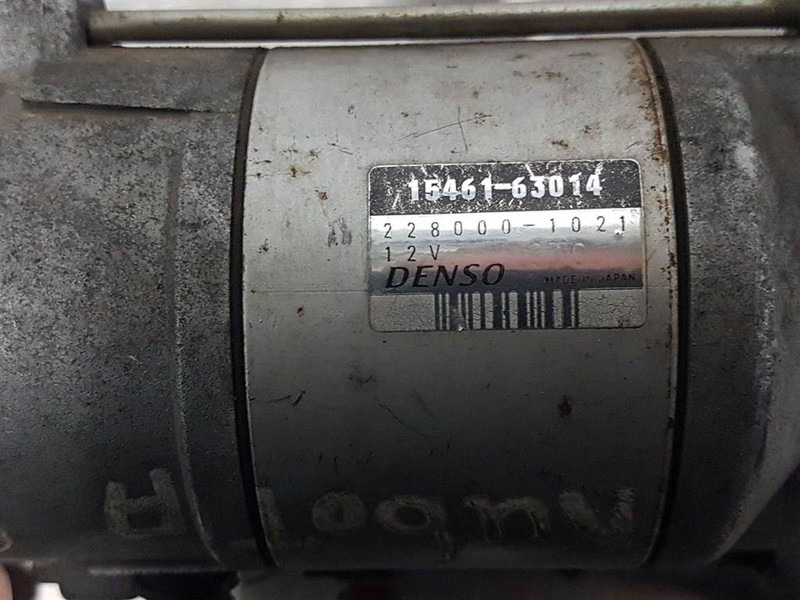 15461-63014
228000-1021
12V
DENSO
MADE IN JAPAN